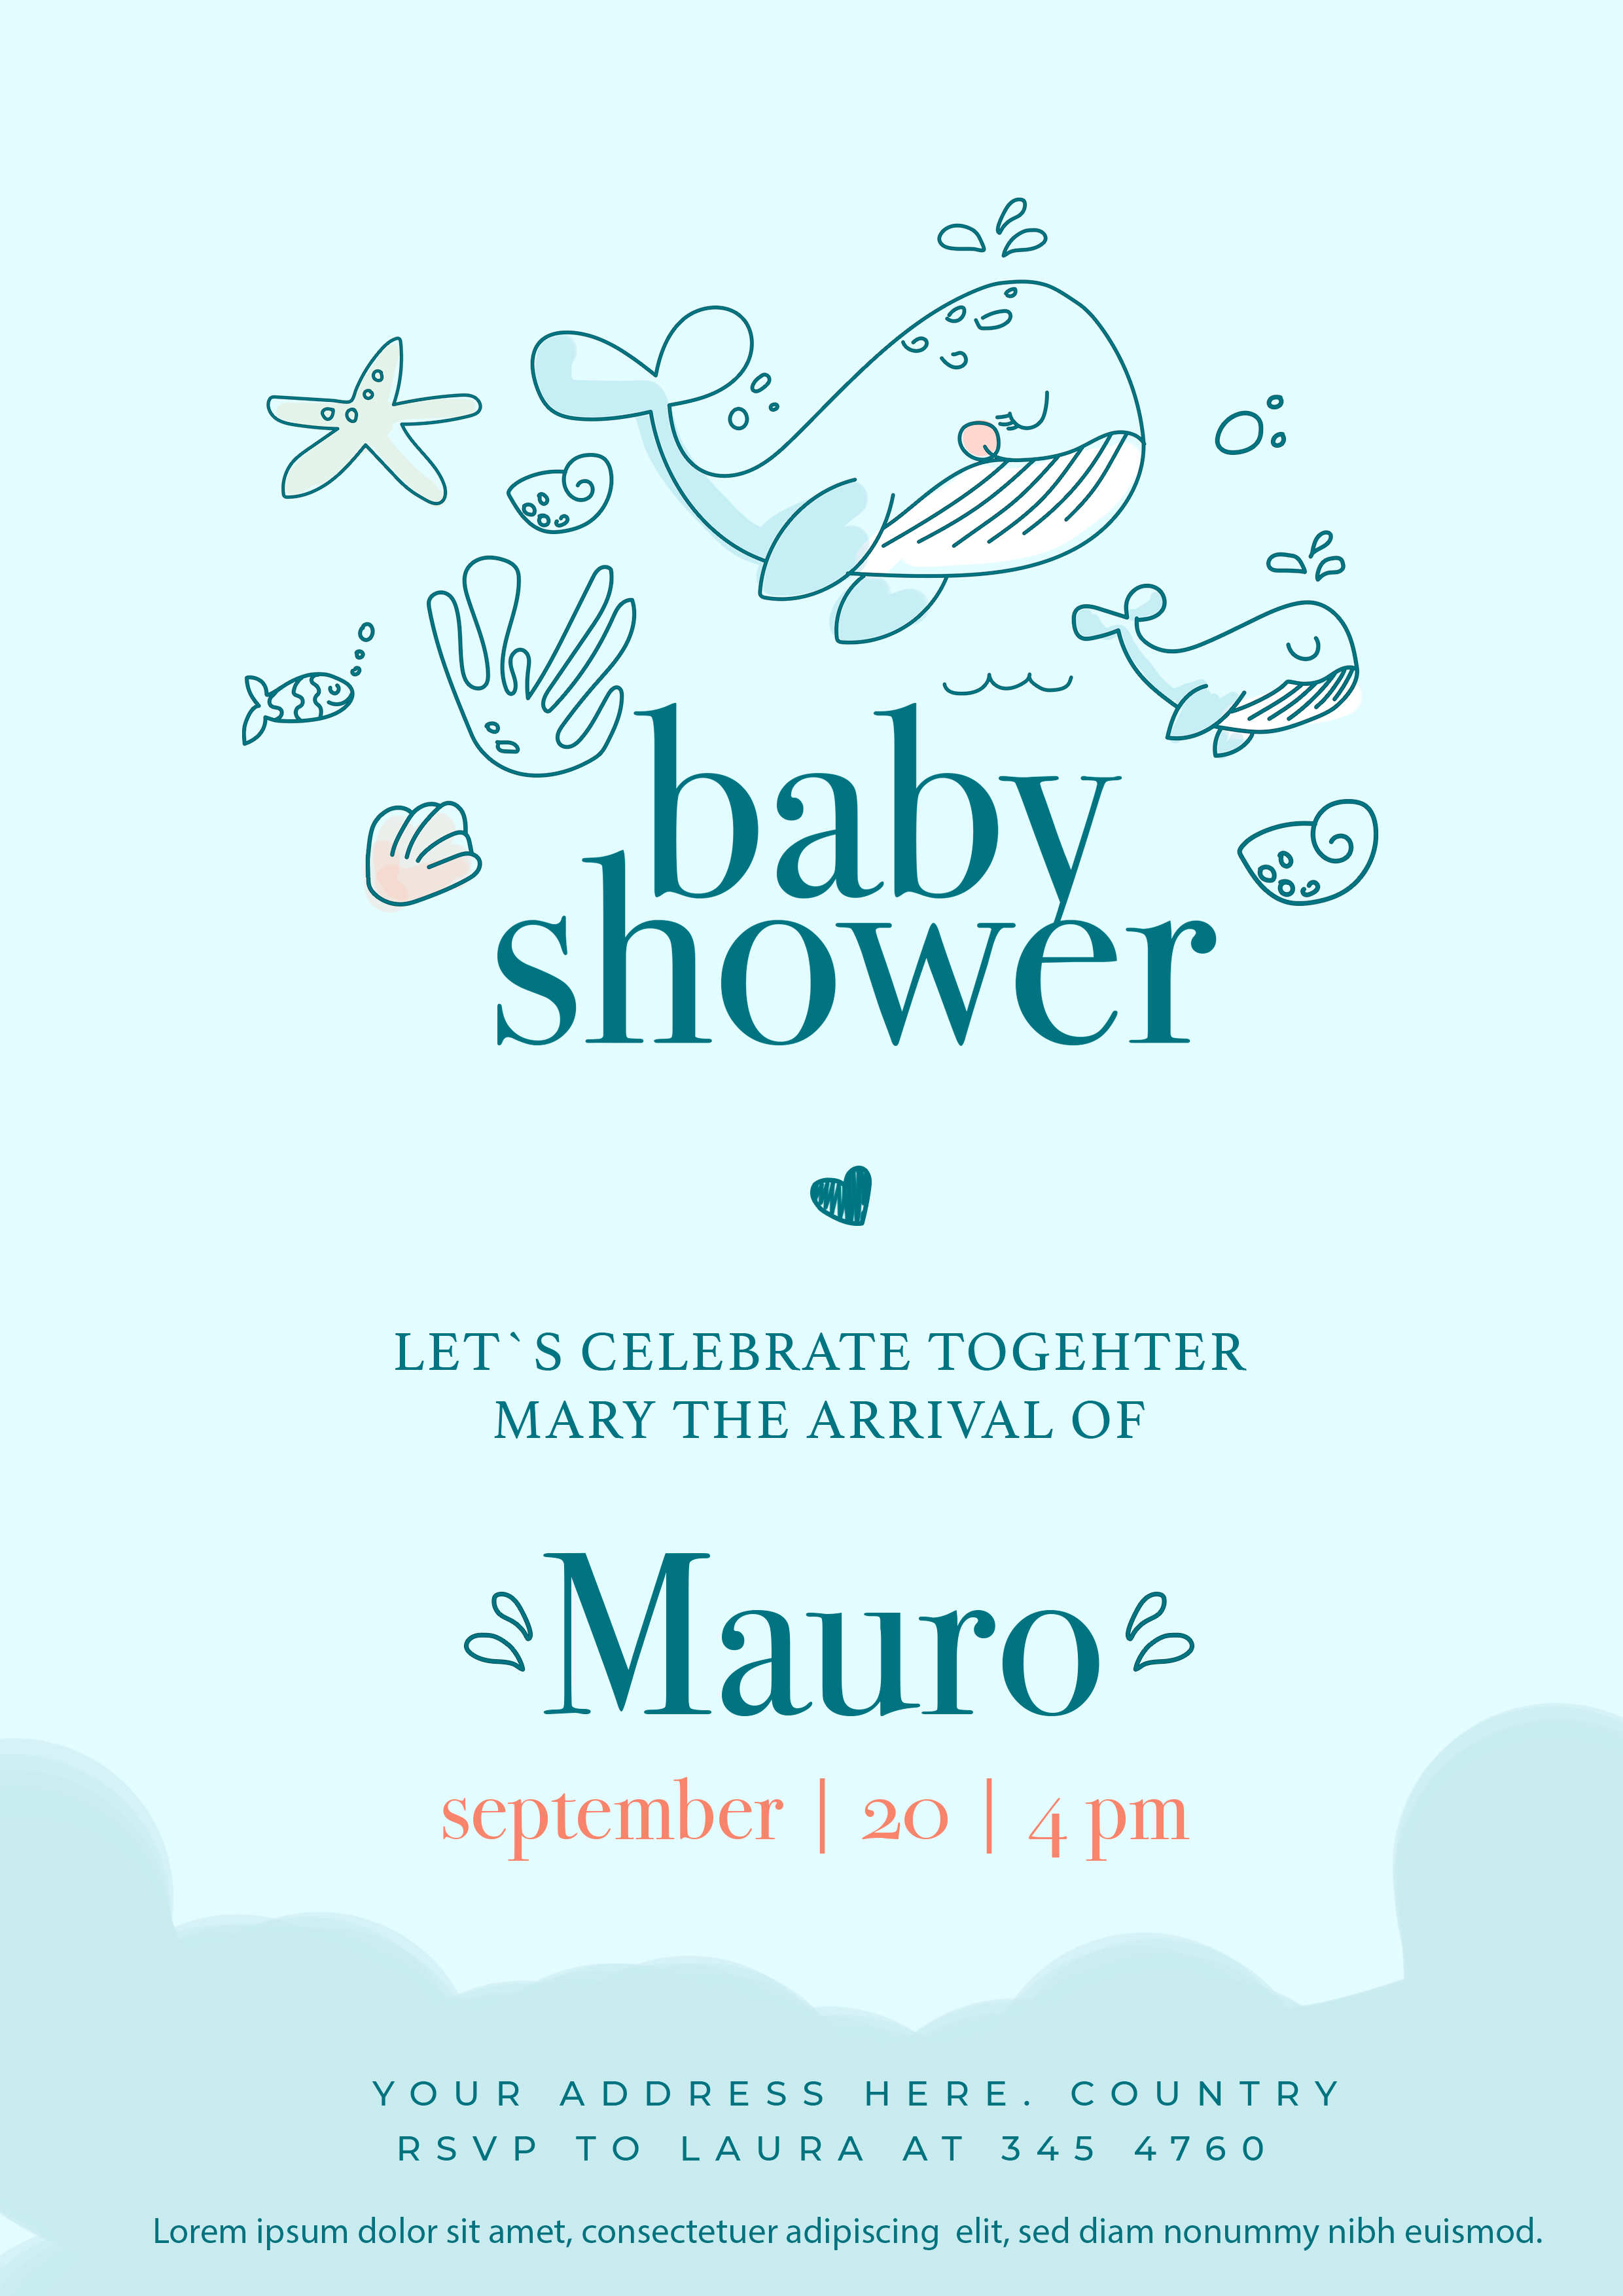 baby
shower
LET`S CELEBRATE TOGEHTER
MARY THE ARRIVAL OF
Mauro
september | 20 | 4 pm
YOUR ADDRESS HERE. COUNTRY
RSVP TO LAURA AT 345 4760
Lorem ipsum dolor sit amet, consectetuer adipiscing  elit, sed diam nonummy nibh euismod.